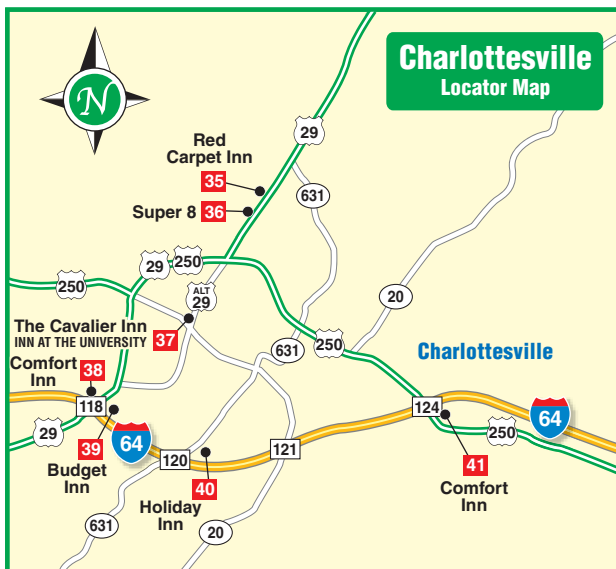 Charlottesville
Locator Map
N
29
Red
Carpet Inn
35
631
Super 8
36
29
250
250
ALT
29
20
The Cavalier Inn
INN AT THE UNIVERSITY
37
631
250
Charlottesville
Comfort
Inn
38
118
124
64
29
39
64
250
Budget
Inn
120
121
40
41
Holiday
Inn
Comfort
Inn
631
20